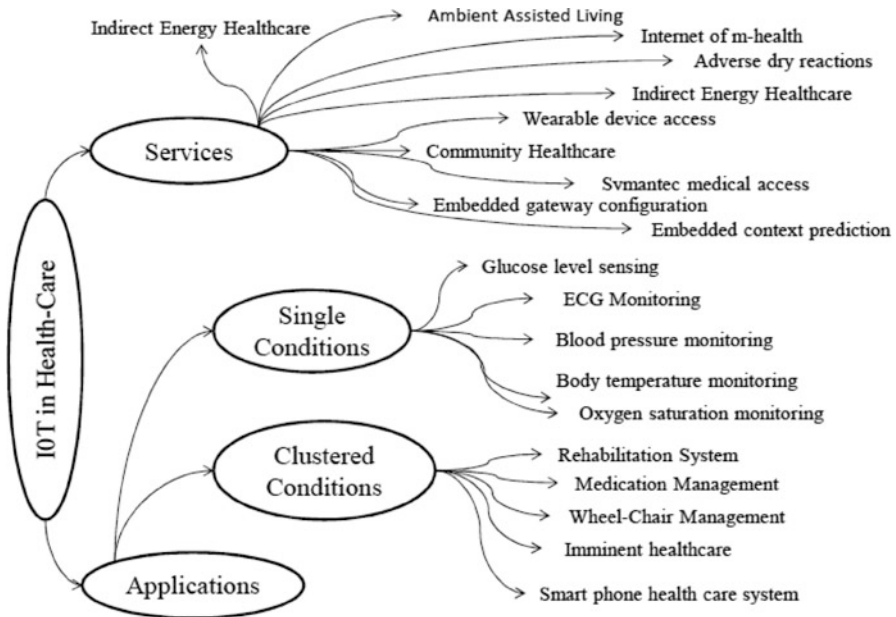 Indirect Energy Healthcare
Ambient Assisted Living
Internet of m-health
Adverse dry reactions
Indirect Energy Healthcare
Wearable device access
Services
Community Healthcare
Svmantec medical access
Embedded gateway configuration
Embedded context prediction
I0T in Health-Care
Glucose level sensing
Single
Conditions
ECG Monitoring
Blood pressure monitoring
Body temperature monitoring
Oxygen saturation monitoring
Clustered
Conditions
Rehabilitation System
Medication Management
Wheel-Chair Management
Imminent healthcare
Applications
Smart phone health care system